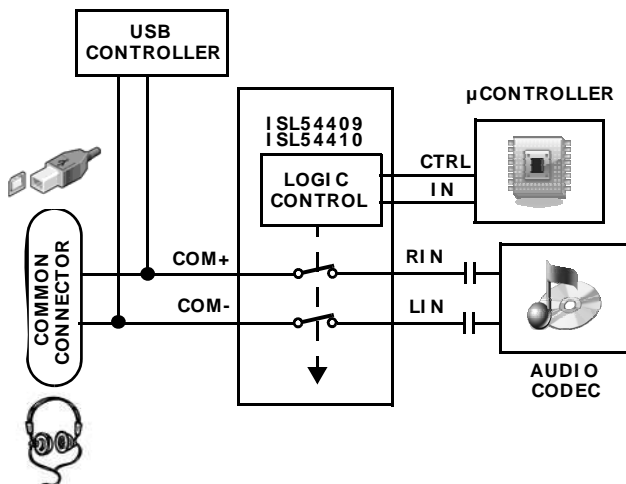 USB
CONTROLLER
ISL54409
ISL54410
LOGIC
CONTROL
µCONTROLLER
CTRL
IN
COMMON
CONNECTOR
COM+
RIN
COM-
LIN
AUDIO
CODEC